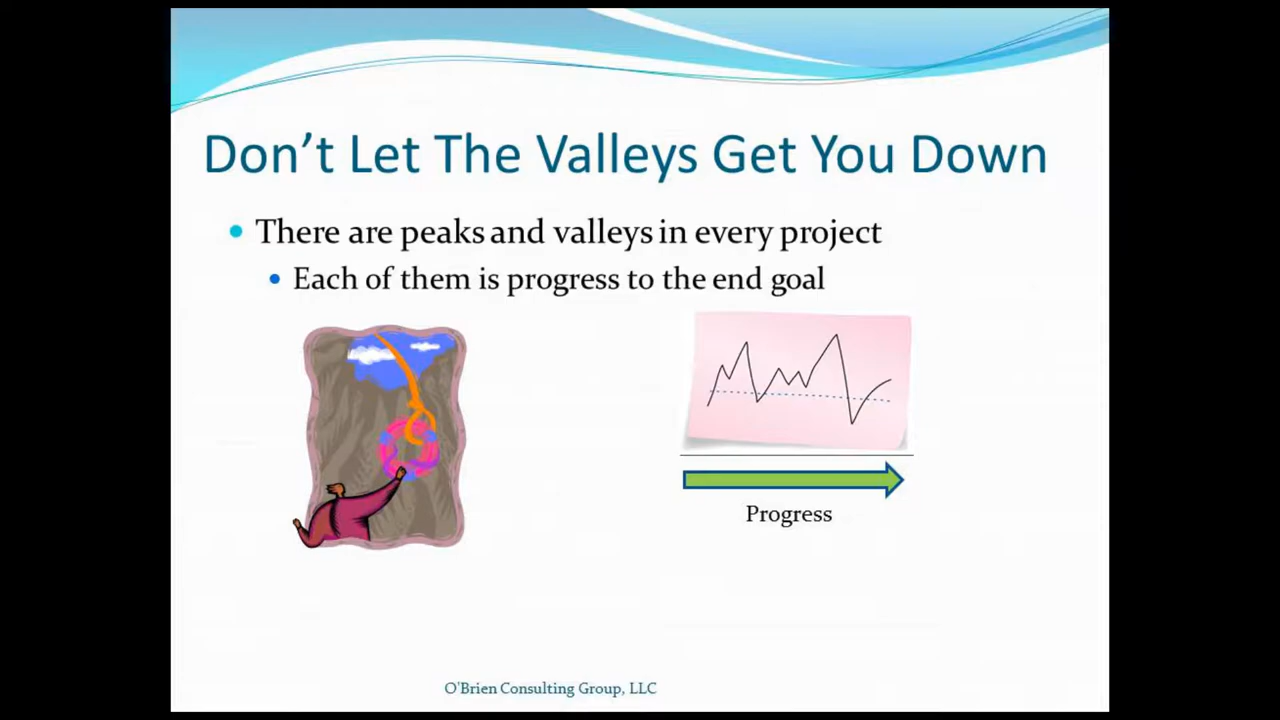 Don't Let The Valleys Get You Down
There are peaks and valleys in every project
Each of them is progress to the end goal
Progress
O'Brien Consulting Group, LLC